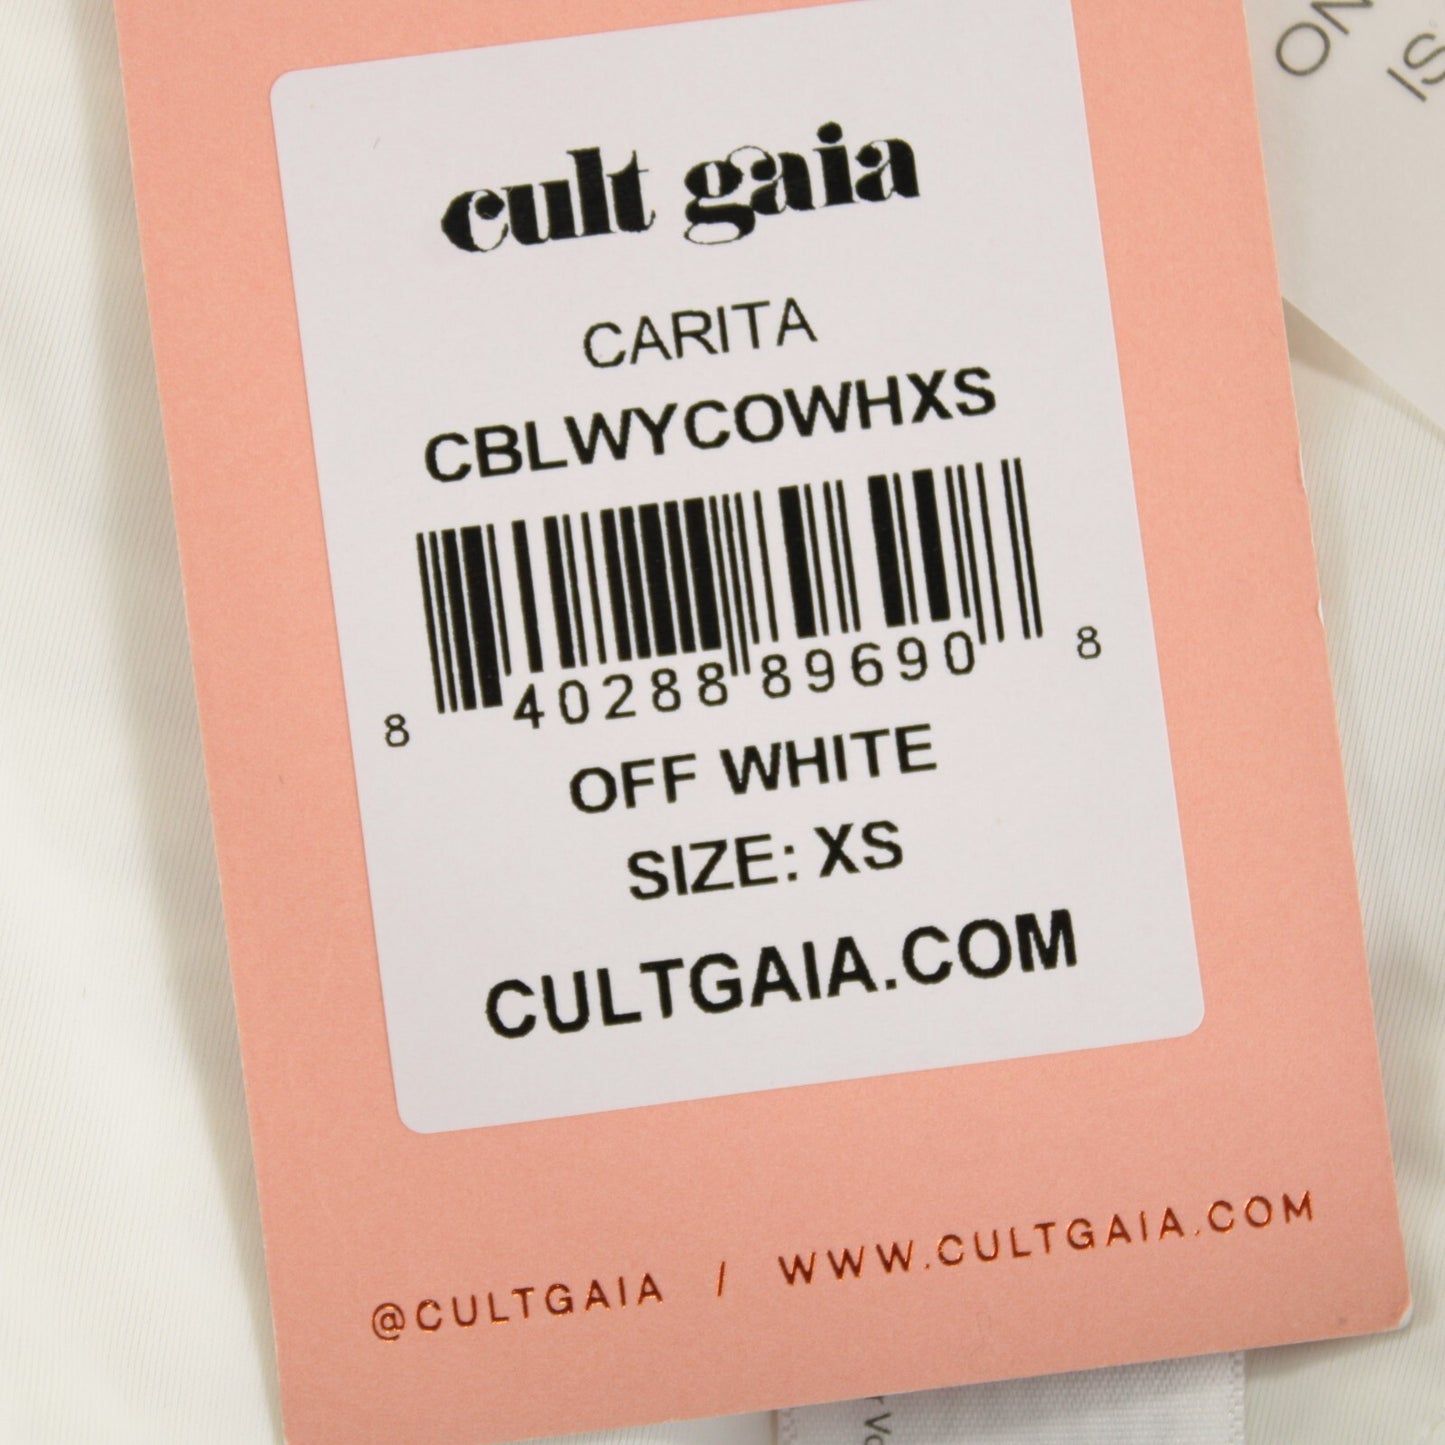 cult gaia
CARITA
CBLWYCOWHXS
8 40288 89690 8
OFF WHITE
SIZE: XS
CULTGAIA.COM
@CULTGAIA / WWW.CULTGAIA.COM